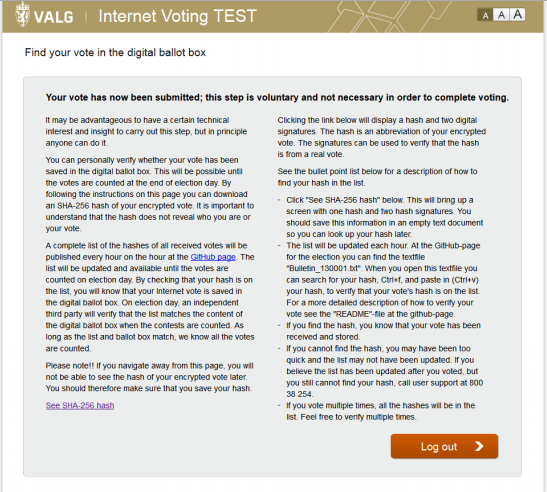 VALG Internet Voting TEST A A A
Find your vote in the digital ballot box
Your vote has now been submitted; this step is voluntary and not necessary in order to complete voting.
It may be advantageous to have a certain technical
interest and insight to carry out this step, but in principle
anyone can do it.
You can personally verify whether your vote has been
saved in the digital ballot box. This will be possible until
the votes are counted at the end of election day. By
following the instructions on this page you can download
an SHA-256 hash of your encrypted vote. It is important to
understand that the hash does not reveal who you are or
your vote.
A complete list of the hashes of all received votes will be
published every hour on the hour at the GitHub page. The
list will be updated and available until the votes are
counted on election day. By checking that your hash is on
the list, you will know that your Internet vote is saved in
the digital ballot box. On election day, an independent
third party will verify that the list matches the content of
the digital ballot box when the contests are counted. As
long as the list and ballot box match, we know all the votes
are counted.
Please note!! If you navigate away from this page, you will
not be able to see the hash of your encrypted vote later.
You should therefore make sure that you save your hash.
See SHA-256 hash
Clicking the link below will display a hash and two digital
signatures. The hash is an abbreviation of your encrypted
vote. The signatures can be used to verify that the hash
is from a real vote.
See the bullet point list below for a description of how to
find your hash in the list.
- Click "See SHA-256 hash" below. This will bring up a
screen with one hash and two hash signatures. You
should save this information in an empty text document
so you can look up your hash later.
- The list will be updated each hour. At the GitHub-page
for the election you can find the textfile
"Bulletin_130001.txt". When you open this textfile you
can search for your hash, Ctrl+f, and paste in (Ctrl+v)
your hash, to verify that your vote's hash is on the list.
For a more detailed description of how to verify your
vote see the "README"-file at the github-page.
- If you find the hash, you know that your vote has been
received and stored.
- If you cannot find the hash, you may have been too
quick and the list may not have been updated. If you
believe the list has been updated after you voted, but
you still cannot find your hash, call user support at 800
38 254.
- If you vote multiple times, all the hashes will be in the
list. Feel free to verify multiple times.
Log out